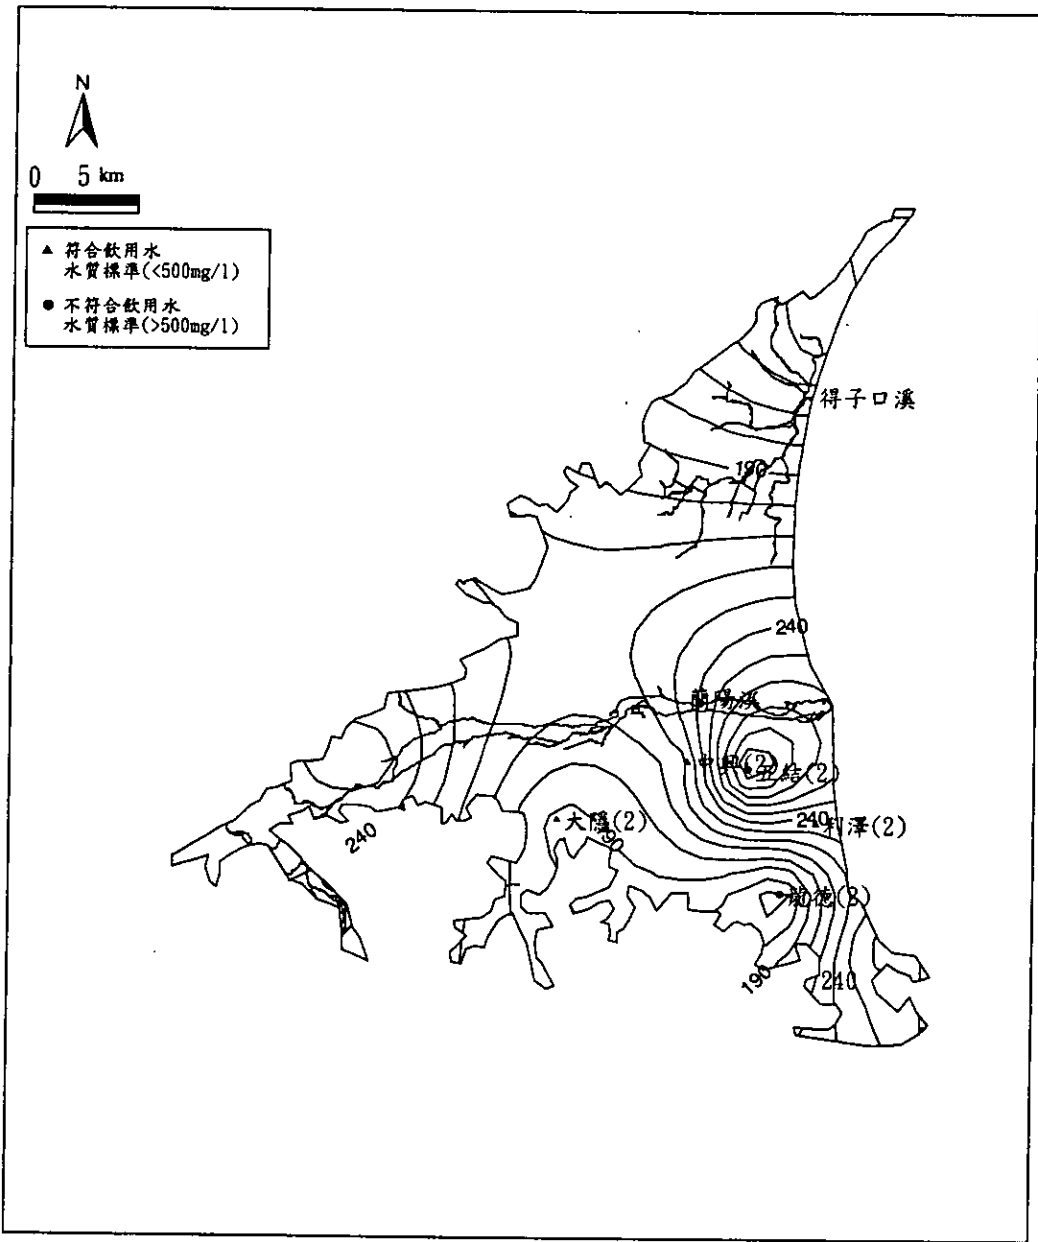 N
0 5 km
▲ 符合飲用水
水質標準(<500mg/l)
● 不符合飲用水
水質標準(>500mg/l)
得子口溪
190
240
蘭陽溪
五結(2)
大隱(2)
240
利澤(2)
240
190
240